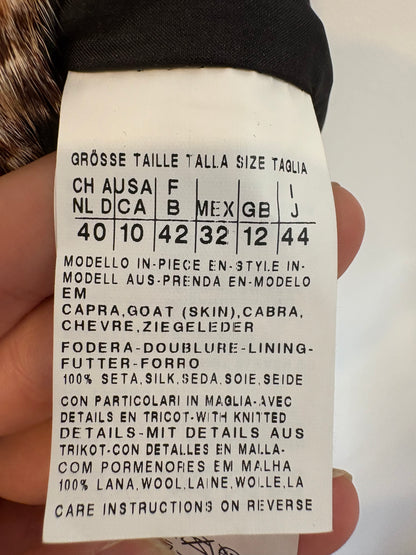 GRÖSSE TAILLE TALLA SIZE TAGLIA
CH A USA F I
NL D CA B MEX GB J
40 10 42 32 12 44
MODELLO IN-PIECE EN-STYLE IN-
MODELL AUS-PRENDA EN-MODELO
EM
CAPRA,GOAT (SKIN),CABRA,
CHEVRE,ZIEGELEDER
FODERA-DOUBLURE-LINING-
FUTTER-FORRO
100% SETA,SILK,SEDA,SOIE,SEIDE
CON PARTICOLARI IN MAGLIA-AVEC
DETAILS EN TRICOT-WITH KNITTED
DETAILS-MIT DETAILS AUS
TRIKOT-CON DETALLES EN MALLA-
COM PORMENORES EM MALHA
100% LANA,WOOL,LAINE,WOLLE,LA
CARE INSTRUCTIONS ON REVERSE